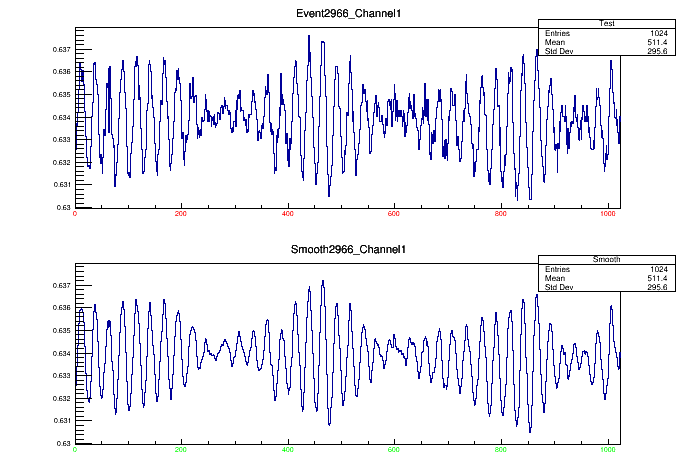 Event2966_Channel1
Test
Entries 1024
Mean 511.4
Std Dev 295.6
0.637
0.636
0.635
0.634
0.633
0.632
0.631
0.63
0 200 400 600 800 1000
Smooth2966_Channel1
Smooth
Entries 1024
Mean 511.4
Std Dev 295.6
0.637
0.636
0.635
0.634
0.633
0.632
0.631
0.63
0 200 400 600 800 1000